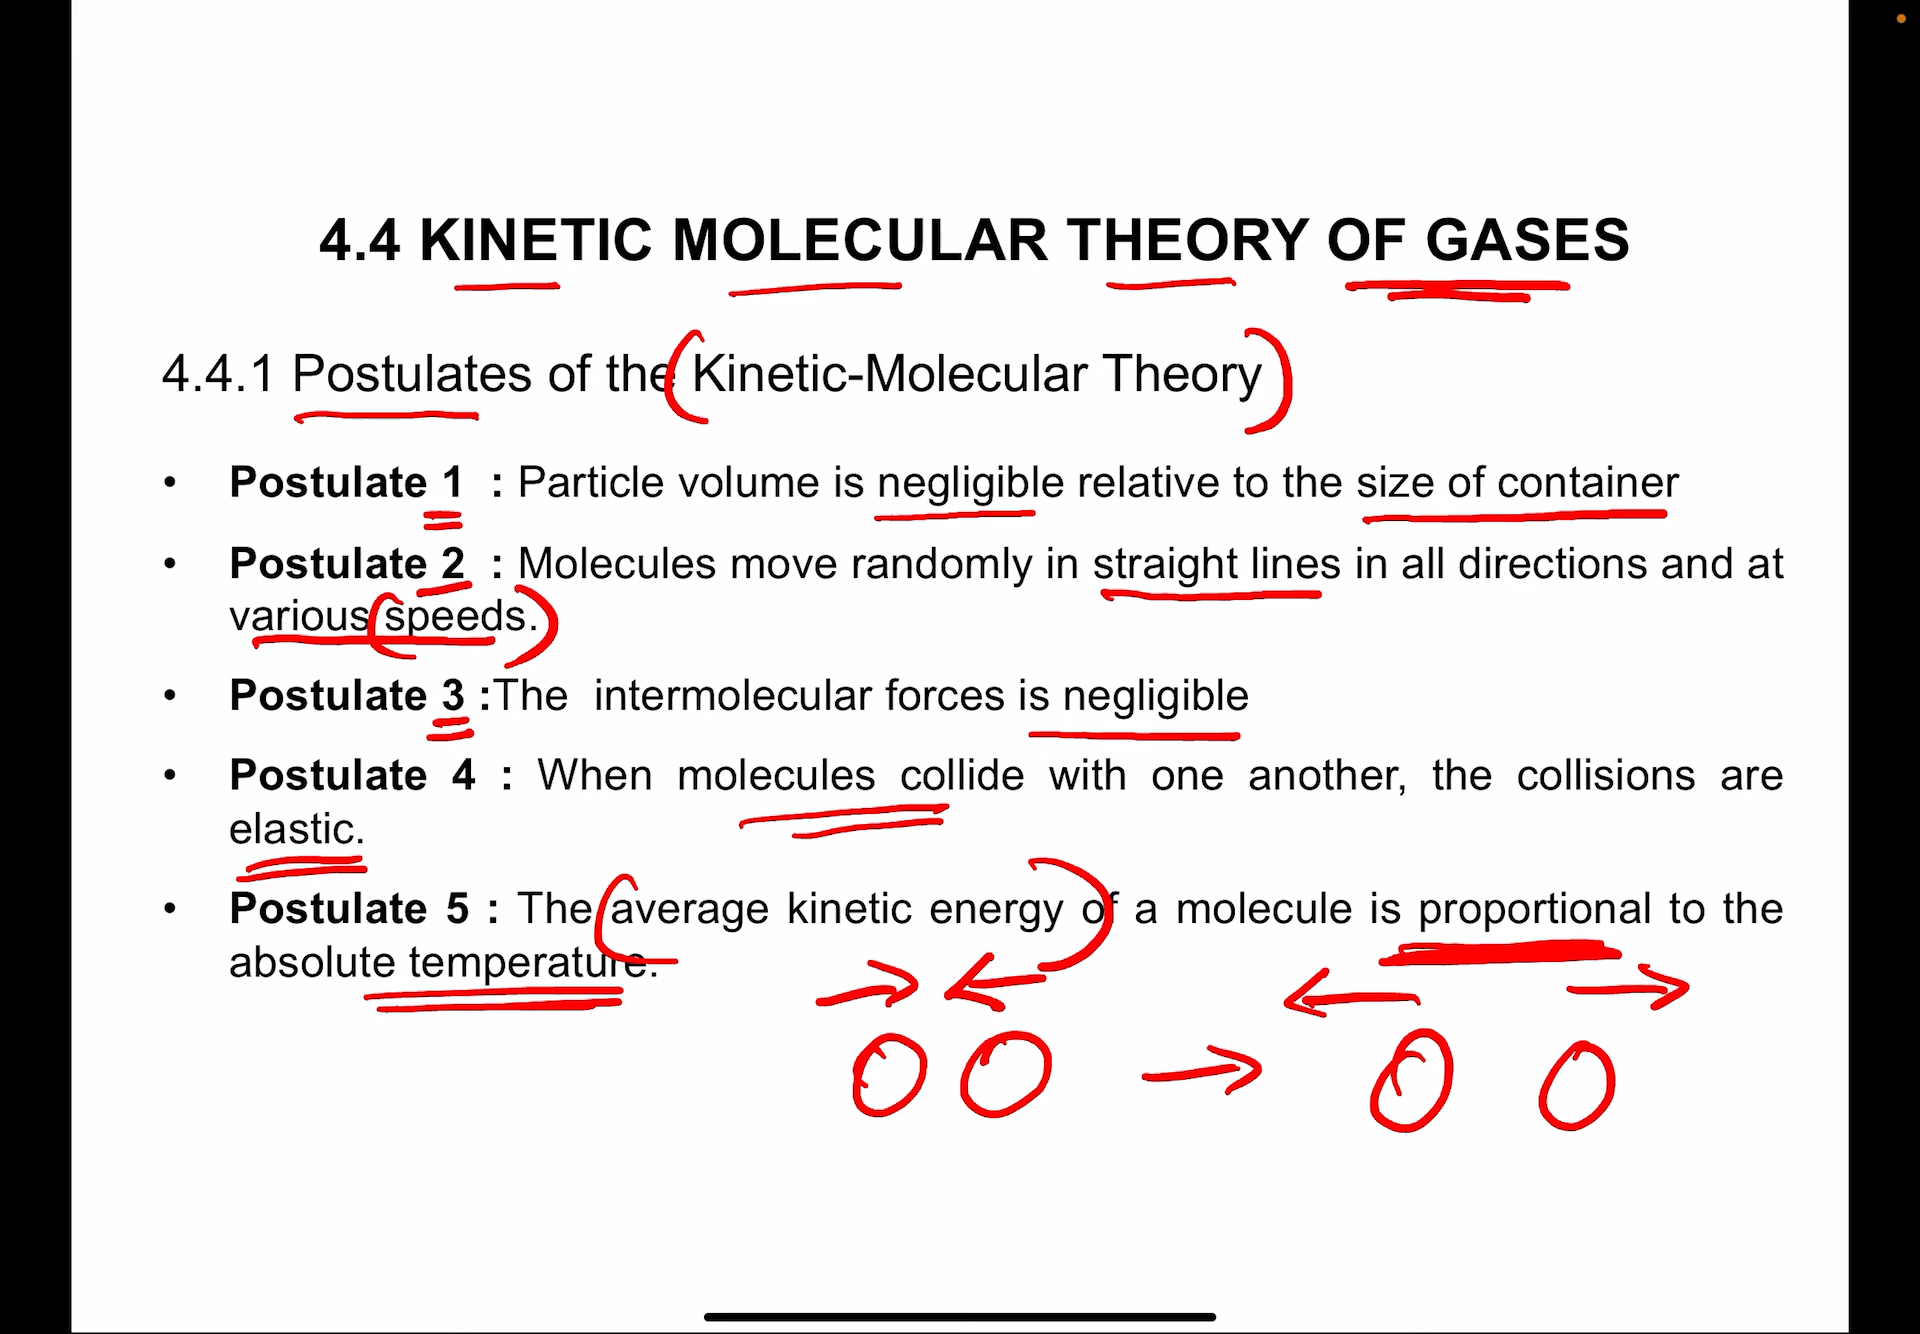 4.4 KINETIC MOLECULAR THEORY OF GASES
4.4.1 Postulates of the Kinetic-Molecular Theory
• Postulate 1 : Particle volume is negligible relative to the size of container
• Postulate 2 : Molecules move randomly in straight lines in all directions and at
various speeds.
• Postulate 3 :The intermolecular forces is negligible
• Postulate 4 : When molecules collide with one another, the collisions are
elastic.
• Postulate 5 : The average kinetic energy of a molecule is proportional to the
absolute temperature.